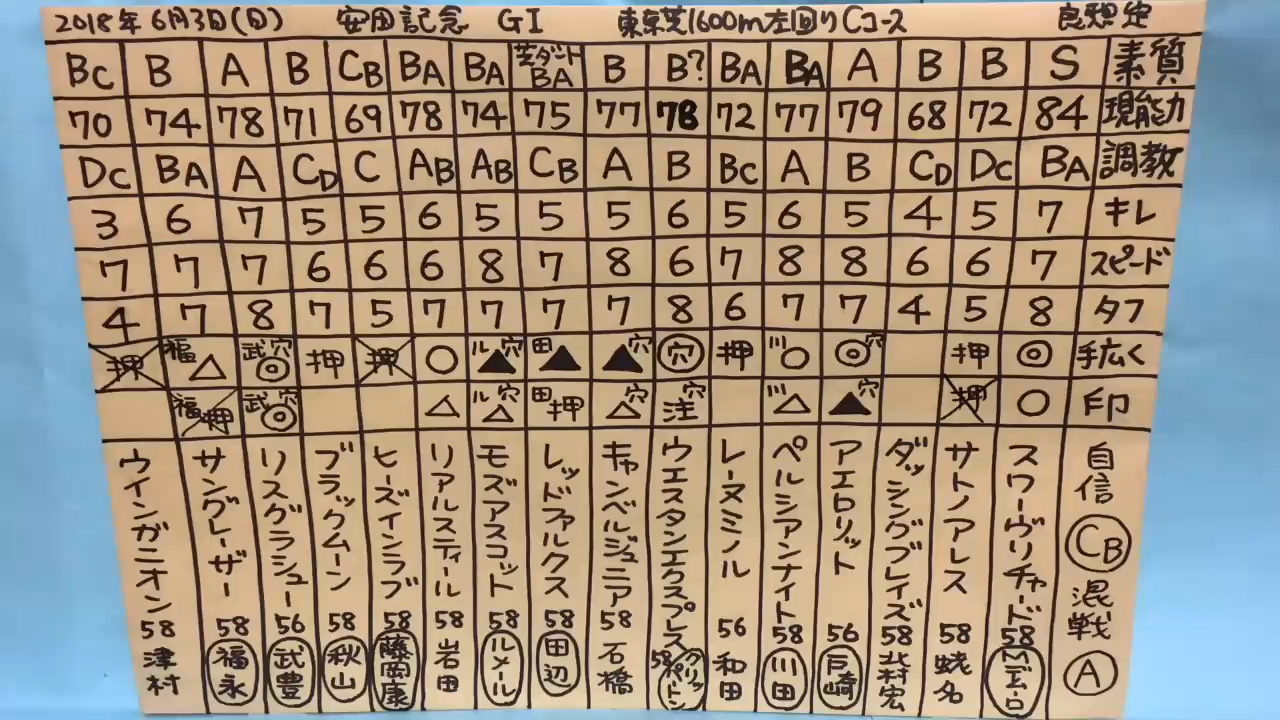 2018年6月3日(日) 安田記念 GI 東京芝1600m左回りCコース 良想定
BC B A B CB BA BA 芝ダート BA B B? BA BA A B B S 素質
70 74 78 71 69 78 74 75 77 78 72 77 79 68 72 84 現能力
DC BA A CD C AB AB CB A B BC A B CD DC BA 調教
3 6 7 5 5 6 5 5 5 6 5 6 5 4 5 7 キレ
7 7 7 6 6 6 8 7 8 6 7 8 8 6 6 7 スピード
4 7 8 7 5 7 7 7 7 8 6 7 7 4 5 8 タフ
押 福△ 武穴◎ 押 押 ○ ル穴▲ 田▲ 穴▲ 穴 押 川○ 穴◎ 押 ◎ 手広く
福押 武穴◎ △ ル穴△ 田押 穴△ 注 川△ 穴▲ 押 ○ 印
ウインガニオン 58 津村
サングレーザー 58 福永
リスグラシュー 56 武豊
ブラックムーン 58 秋山
ヒーズインラブ 58 藤岡康
リアルスティール 58 岩田
モズアスコット 58 ルメール
レッドファルクス 58 田辺
キャンベルジュニア 58 石橋
ウエスタンエクスプレス 58 クリッパートン
レーヌミノル 56 和田
ペルシアンナイト 58 川田
アエロリット 56 戸崎
ダッシングブレイズ 58 北村宏
サトノアレス 58 蛯名
スワーヴリチャード 58 Mデムーロ
自信 CB 混戦 A